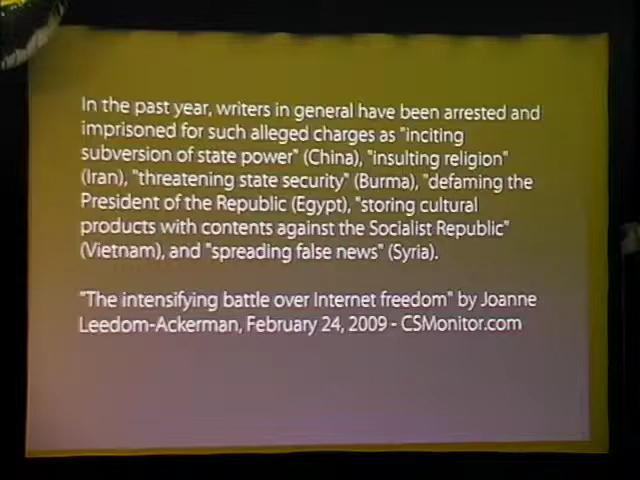 In the past year, writers in general have been arrested and
imprisoned for such alleged charges as "inciting
subversion of state power" (China), "insulting religion"
(Iran), "threatening state security" (Burma), "defaming the
President of the Republic (Egypt), "storing cultural
products with contents against the Socialist Republic"
(Vietnam), and "spreading false news" (Syria).
"The intensifying battle over Internet freedom" by Joanne
Leedom-Ackerman, February 24, 2009 - CSMonitor.com